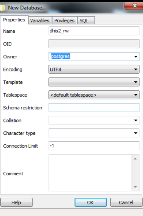 New Database...
Properties Variables Privileges SQL
Name dhis2_rw
OID
Owner postgres
Encoding UTF8
Template
Tablespace <default tablespace>
Schema restriction
Collation
Character type
Connection Limit -1
Comment
Help OK Cancel